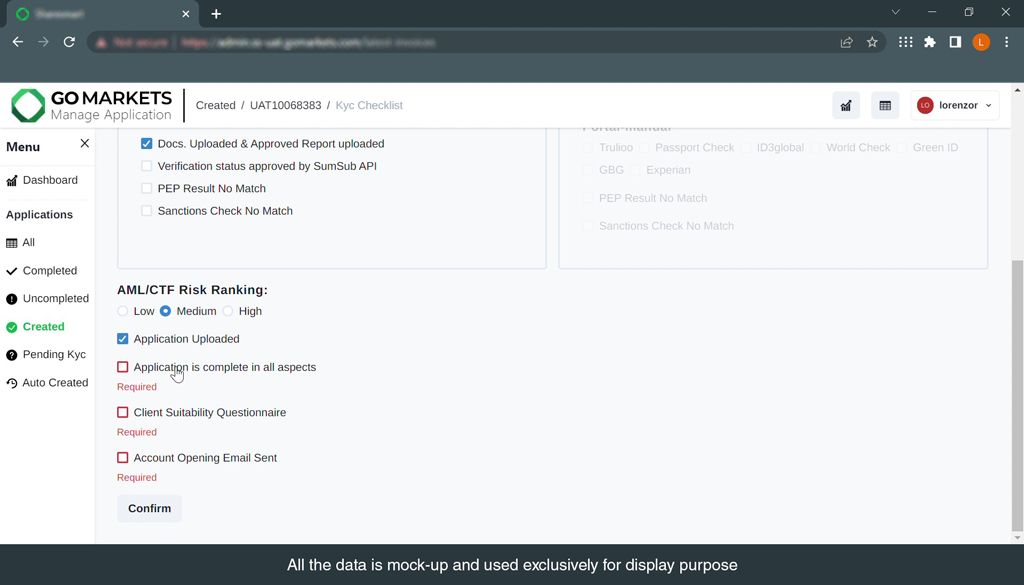 Not secure
GO MARKETS
Manage Application
Created / UAT10068383 / Kyc Checklist
LO lorenzor
Menu
Dashboard
Applications
All
Completed
Uncompleted
Created
Pending Kyc
Auto Created
Docs. Uploaded & Approved Report uploaded
Verification status approved by SumSub API
PEP Result No Match
Sanctions Check No Match
Portal-manual
Trulioo Passport Check ID3global World Check Green ID
GBG Experian
PEP Result No Match
Sanctions Check No Match
AML/CTF Risk Ranking:
Low Medium High
Application Uploaded
Application is complete in all aspects
Required
Client Suitability Questionnaire
Required
Account Opening Email Sent
Required
Confirm
All the data is mock-up and used exclusively for display purpose